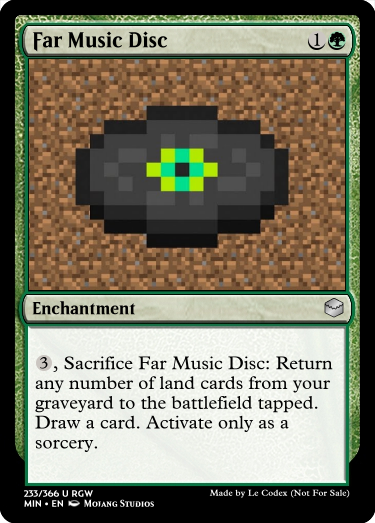 Far Music Disc 1
Enchantment
3, Sacrifice Far Music Disc: Return
any number of land cards from your
graveyard to the battlefield tapped.
Draw a card. Activate only as a
sorcery.
233/366 U RGW Made by Le Codex (Not For Sale)
MIN • EN Mojang Studios